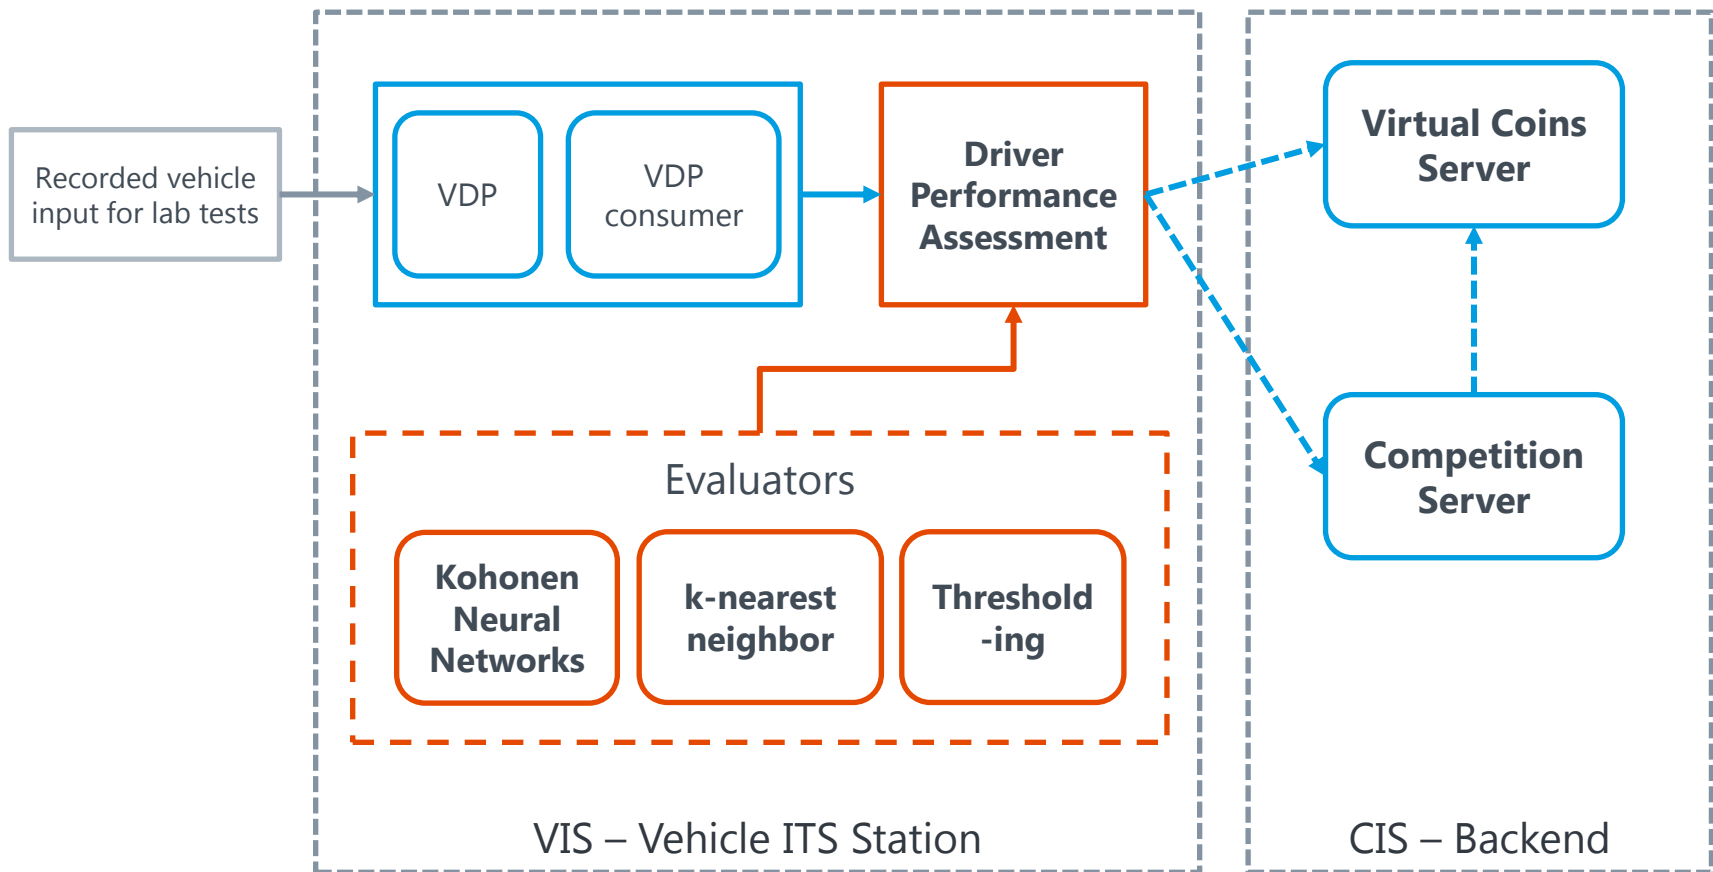 Recorded vehicle
input for lab tests
VDP
VDP
consumer
Driver
Performance
Assessment
Virtual Coins
Server
Competition
Server
Evaluators
Kohonen
Neural
Networks
k-nearest
neighbor
Threshold
-ing
VIS – Vehicle ITS Station
CIS – Backend